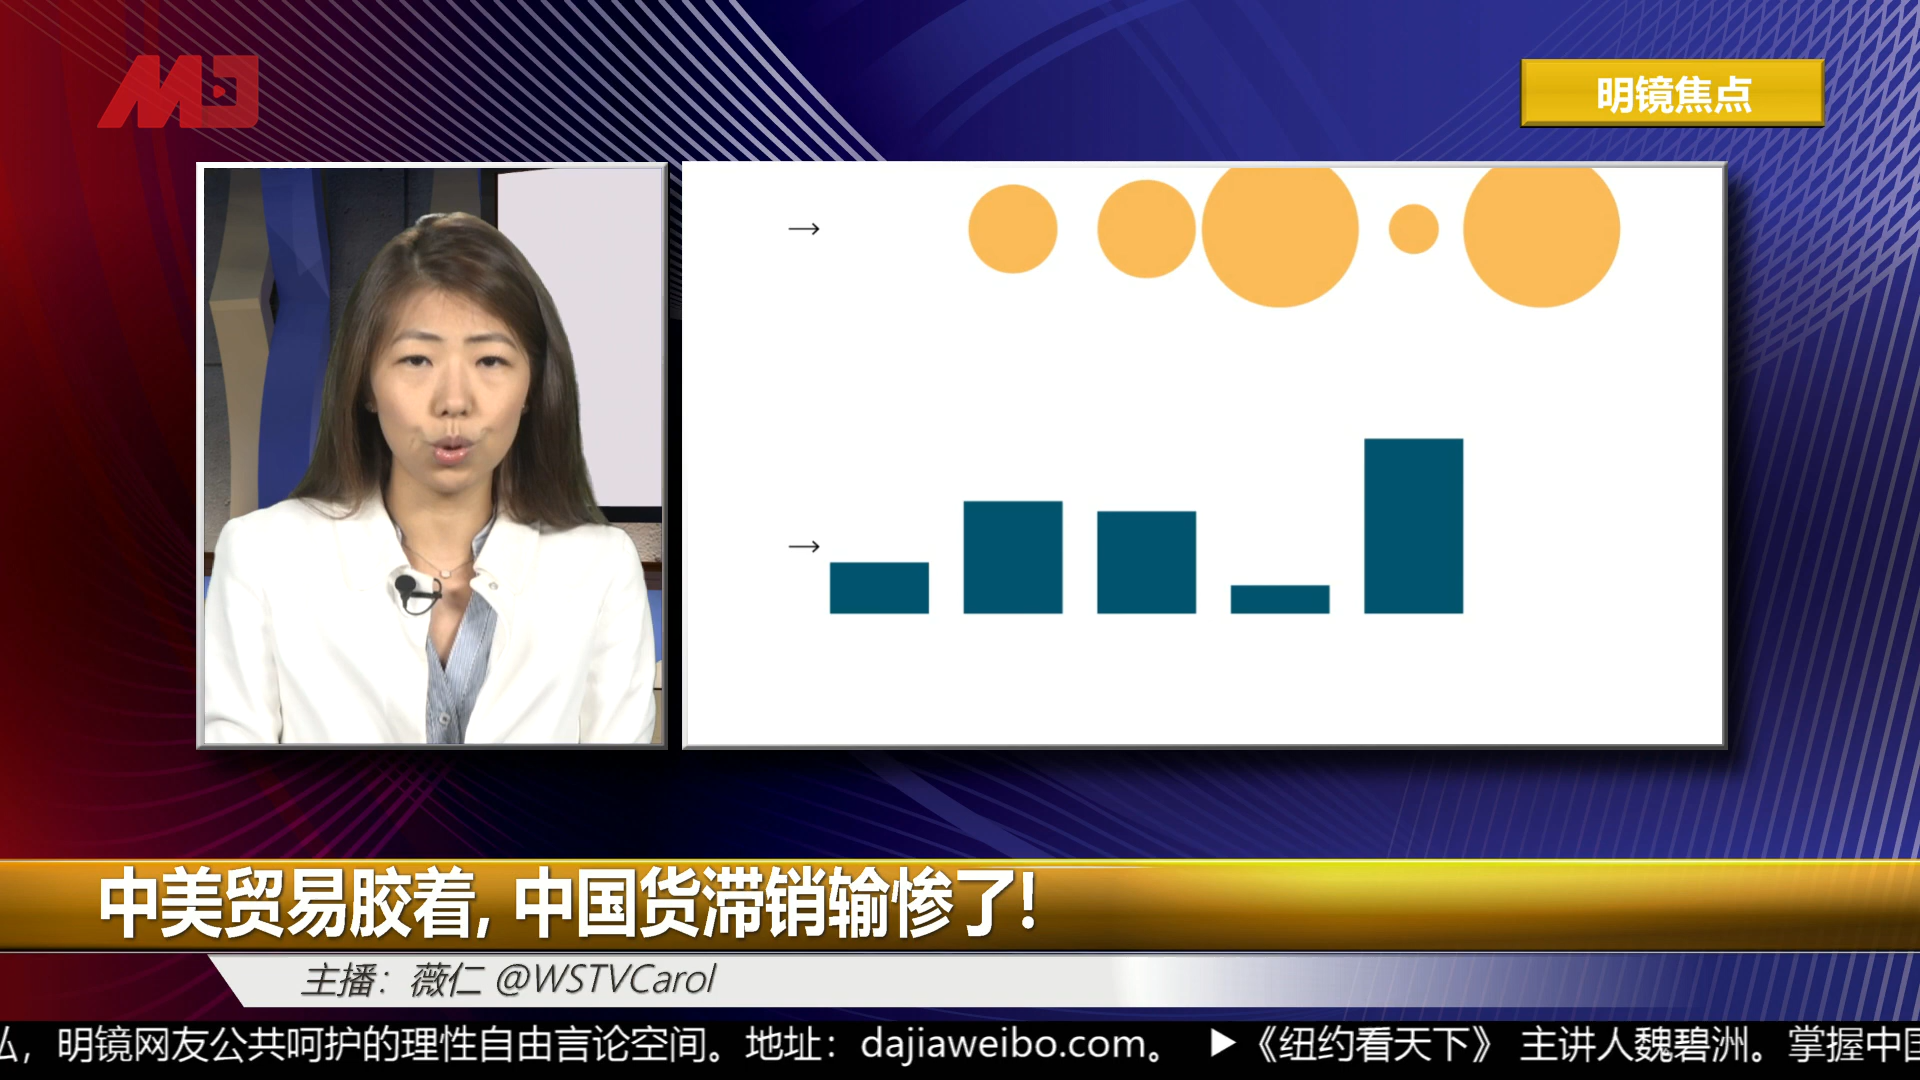 明镜焦点
中美贸易胶着, 中国货滞销输惨了!
主播：薇仁 @WSTVCarol
，明镜网友公共呵护的理性自由言论空间。地址：dajiaweibo.com。 ▶《纽约看天下》 主讲人魏碧洲。掌握中